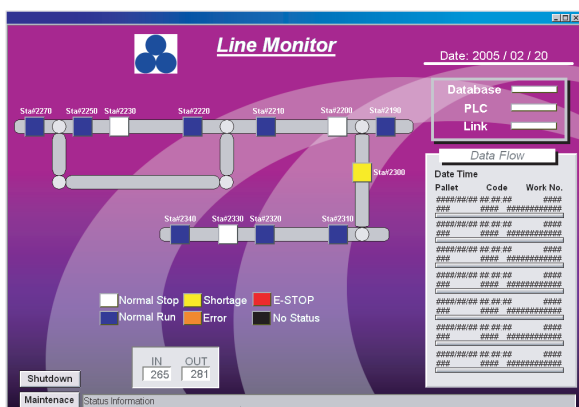 Line Monitor
Date: 2005 / 02 / 20
Database
PLC
Link
Sta#2270 Sta#2250 Sta#2230 Sta#2220 Sta#2210 Sta#2200 Sta#2190
Sta#2300
Sta#2340 Sta#2330 Sta#2320 Sta#2310
Data Flow
Date Time
Pallet Code Work No.
####/##/## ##:##:## ####
### #### ############
####/##/## ##:##:## ####
### #### ############
####/##/## ##:##:## ####
### #### ############
####/##/## ##:##:## ####
### #### ############
####/##/## ##:##:## ####
### #### ############
####/##/## ##:##:## ####
### #### ############
####/##/## ##:##:## ####
### #### ############
####/##/## ##:##:## ####
### #### ############
Normal Stop Shortage E-STOP
Normal Run Error No Status
IN OUT
265 281
Shutdown
Maintenace Status Information